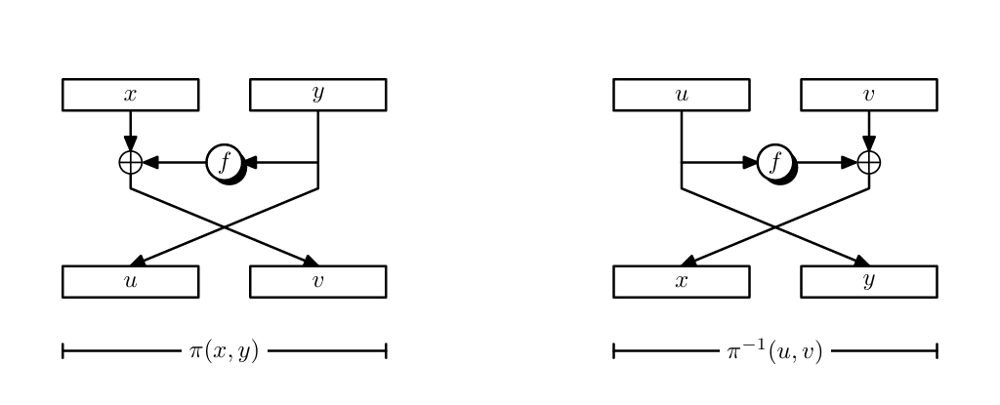 x y u v
f f
u v x y
π(x, y) π⁻¹(u, v)